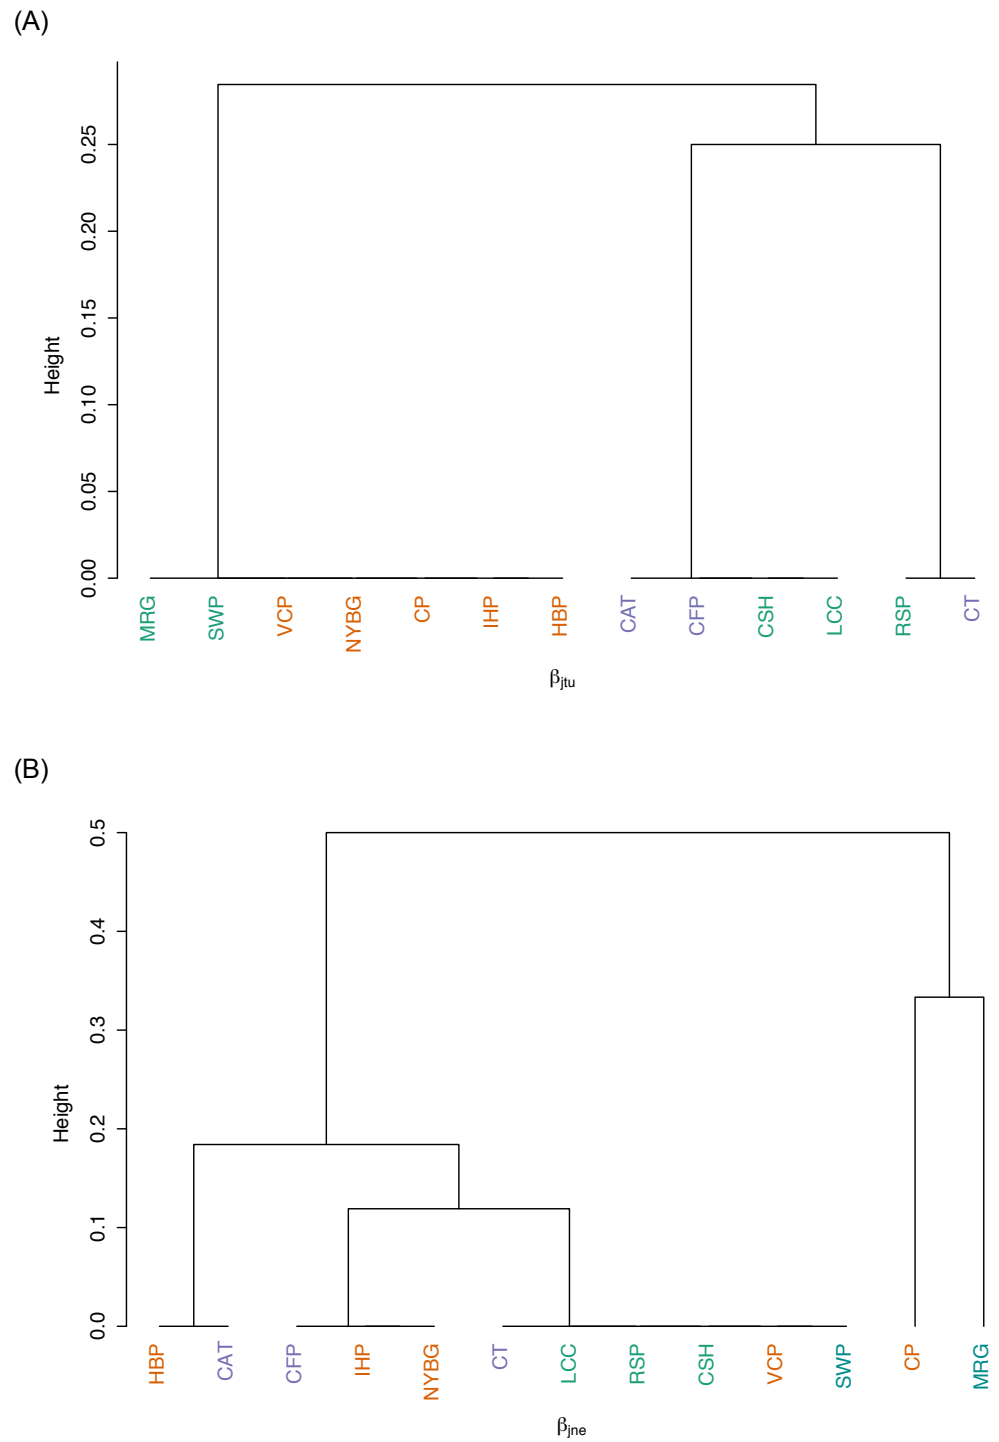 (A)
0.25
0.20
0.15
0.10
0.05
0.00
Height
MRG SWP VCP NYBG CP IHP HBP CAT CFP CSH LCC RSP CT
βjtu
(B)
0.5
0.4
0.3
0.2
0.1
0.0
Height
HBP CAT CFP IHP NYBG CT LCC RSP CSH VCP SWP CP MRG
βjne